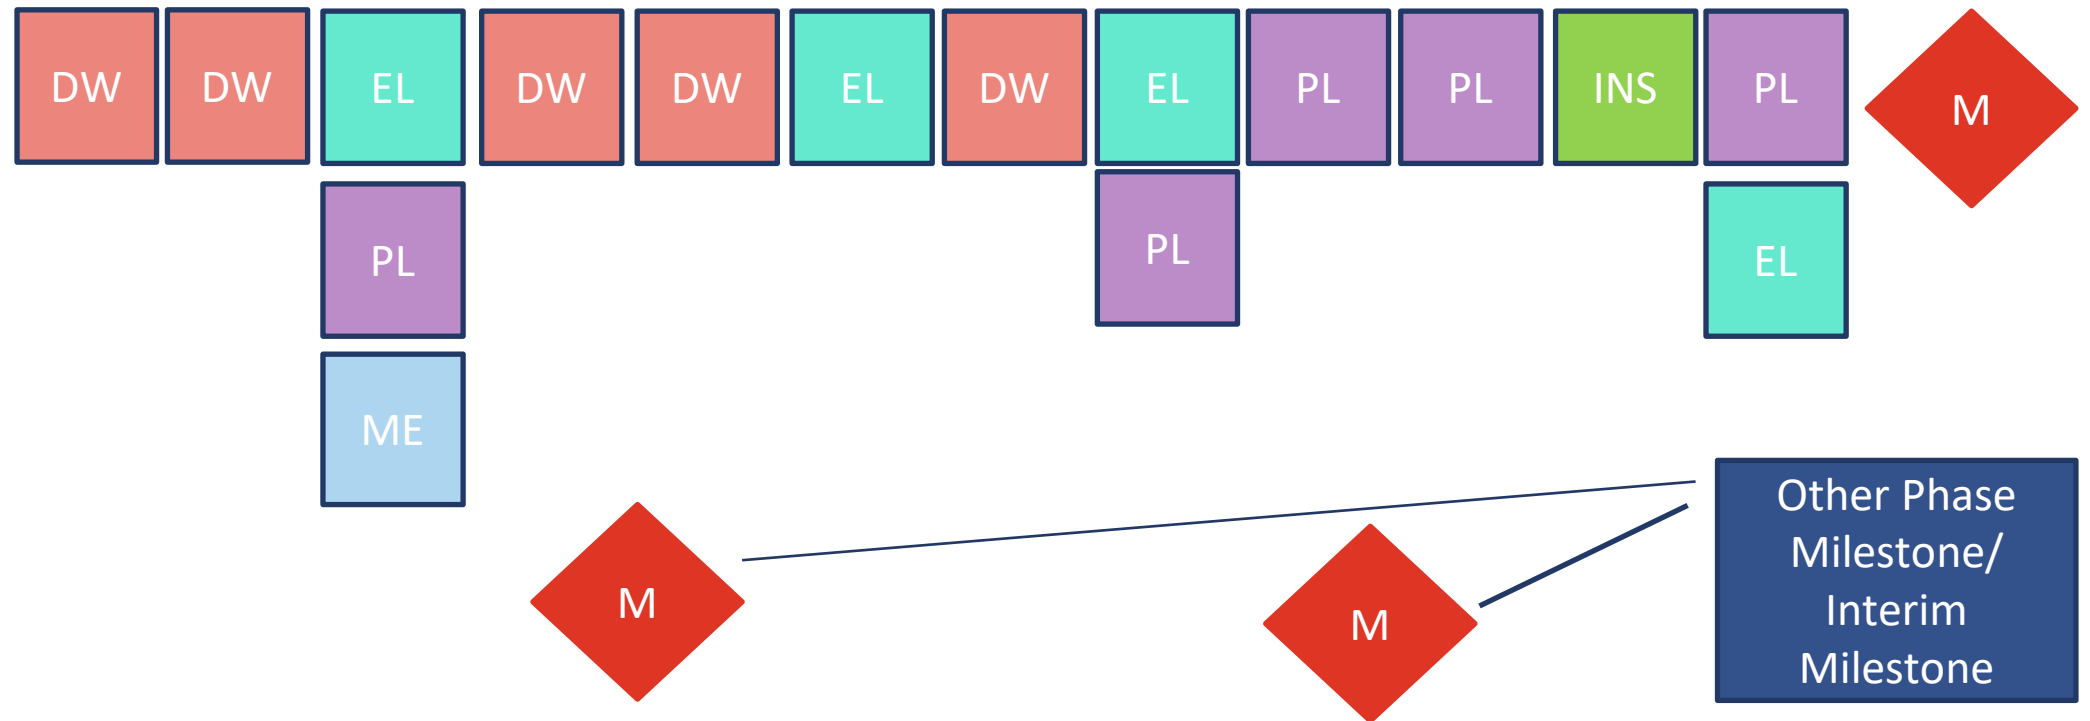 DW DW EL DW DW EL DW EL PL PL INS PL M
PL PL EL
ME
M M
Other Phase
Milestone/
Interim
Milestone